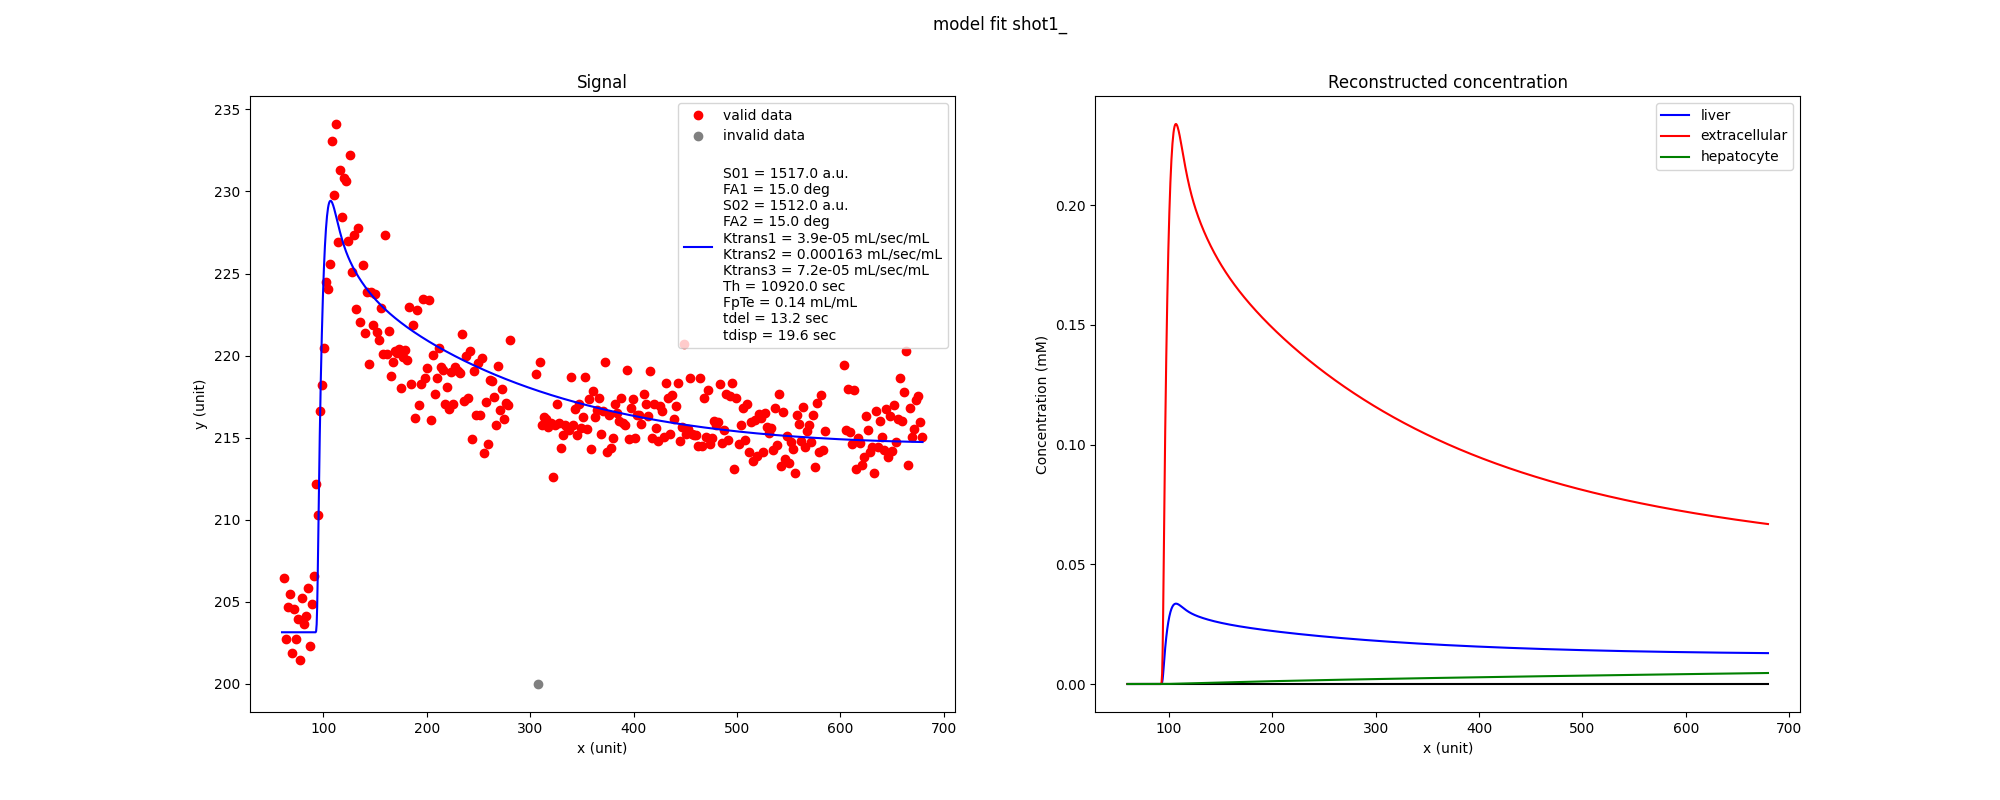 model fit shot1_
Signal
y (unit)
235
230
225
220
215
210
205
200
100
200
300
400
500
600
700
x (unit)
valid data
invalid data
S01 = 1517.0 a.u.
FA1 = 15.0 deg
S02 = 1512.0 a.u.
FA2 = 15.0 deg
Ktrans1 = 3.9e-05 mL/sec/mL
Ktrans2 = 0.000163 mL/sec/mL
Ktrans3 = 7.2e-05 mL/sec/mL
Th = 10920.0 sec
FpTe = 0.14 mL/mL
tdel = 13.2 sec
tdisp = 19.6 sec
Reconstructed concentration
Concentration (mM)
0.20
0.15
0.10
0.05
0.00
100
200
300
400
500
600
700
x (unit)
liver
extracellular
hepatocyte